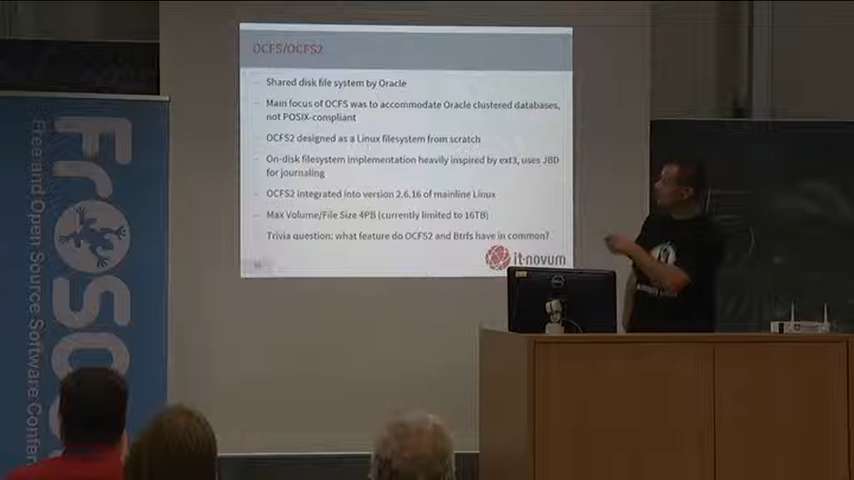 OCFS/OCFS2
Shared disk file system by Oracle
Main focus of OCFS was to accommodate Oracle clustered databases,
not POSIX-compliant
OCFS2 designed as a Linux filesystem from scratch
On-disk filesystem implementation heavily inspired by ext3, uses JBD
for journaling
OCFS2 integrated into version 2.6.16 of mainline Linux
Max Volume/File Size 4PB (currently limited to 16TB)
Trivia question: what feature do OCFS2 and Btrfs have in common?
it-novum
FrOSC
Free and Open Source Software Confer
DELL